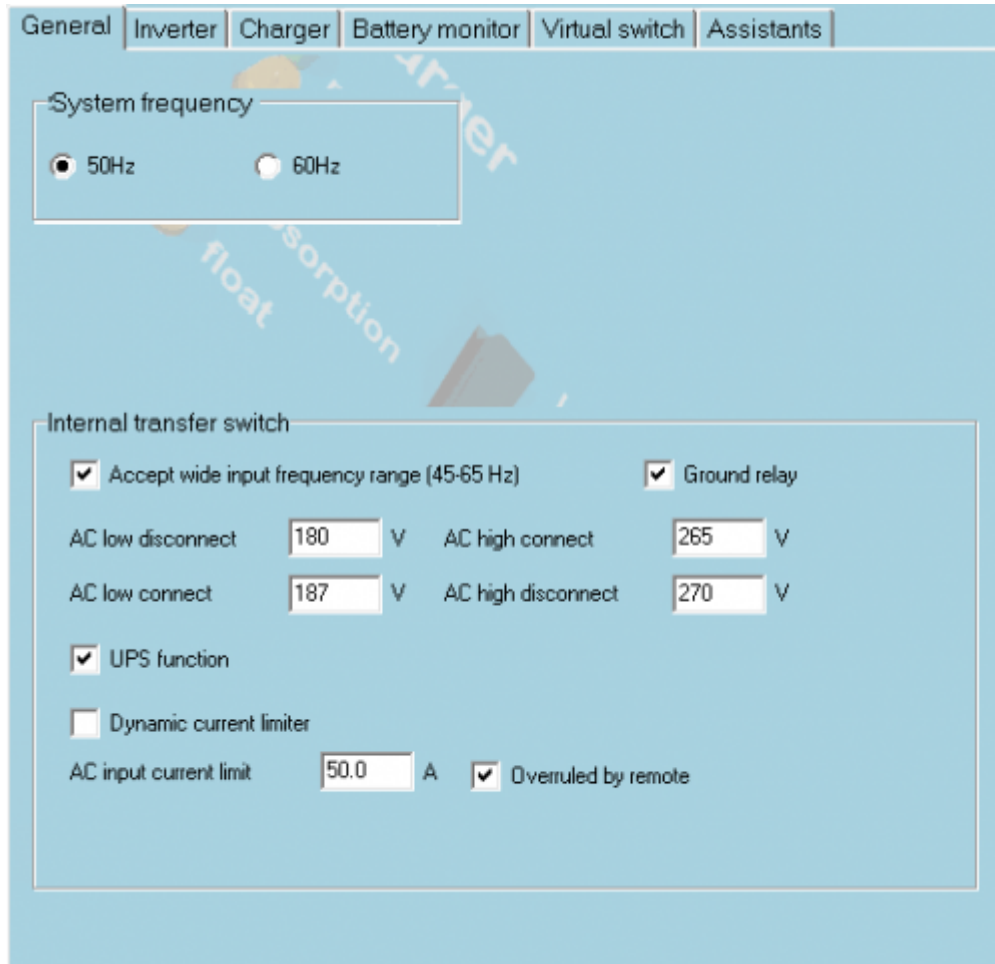 General Inverter Charger Battery monitor Virtual switch Assistants
System frequency
50Hz 60Hz
float
Internal transfer switch
Accept wide input frequency range (45-65 Hz) Ground relay
AC low disconnect 180 V AC high connect 265 V
AC low connect 187 V AC high disconnect 270 V
UPS function
Dynamic current limiter
AC input current limit 50.0 A Overruled by remote